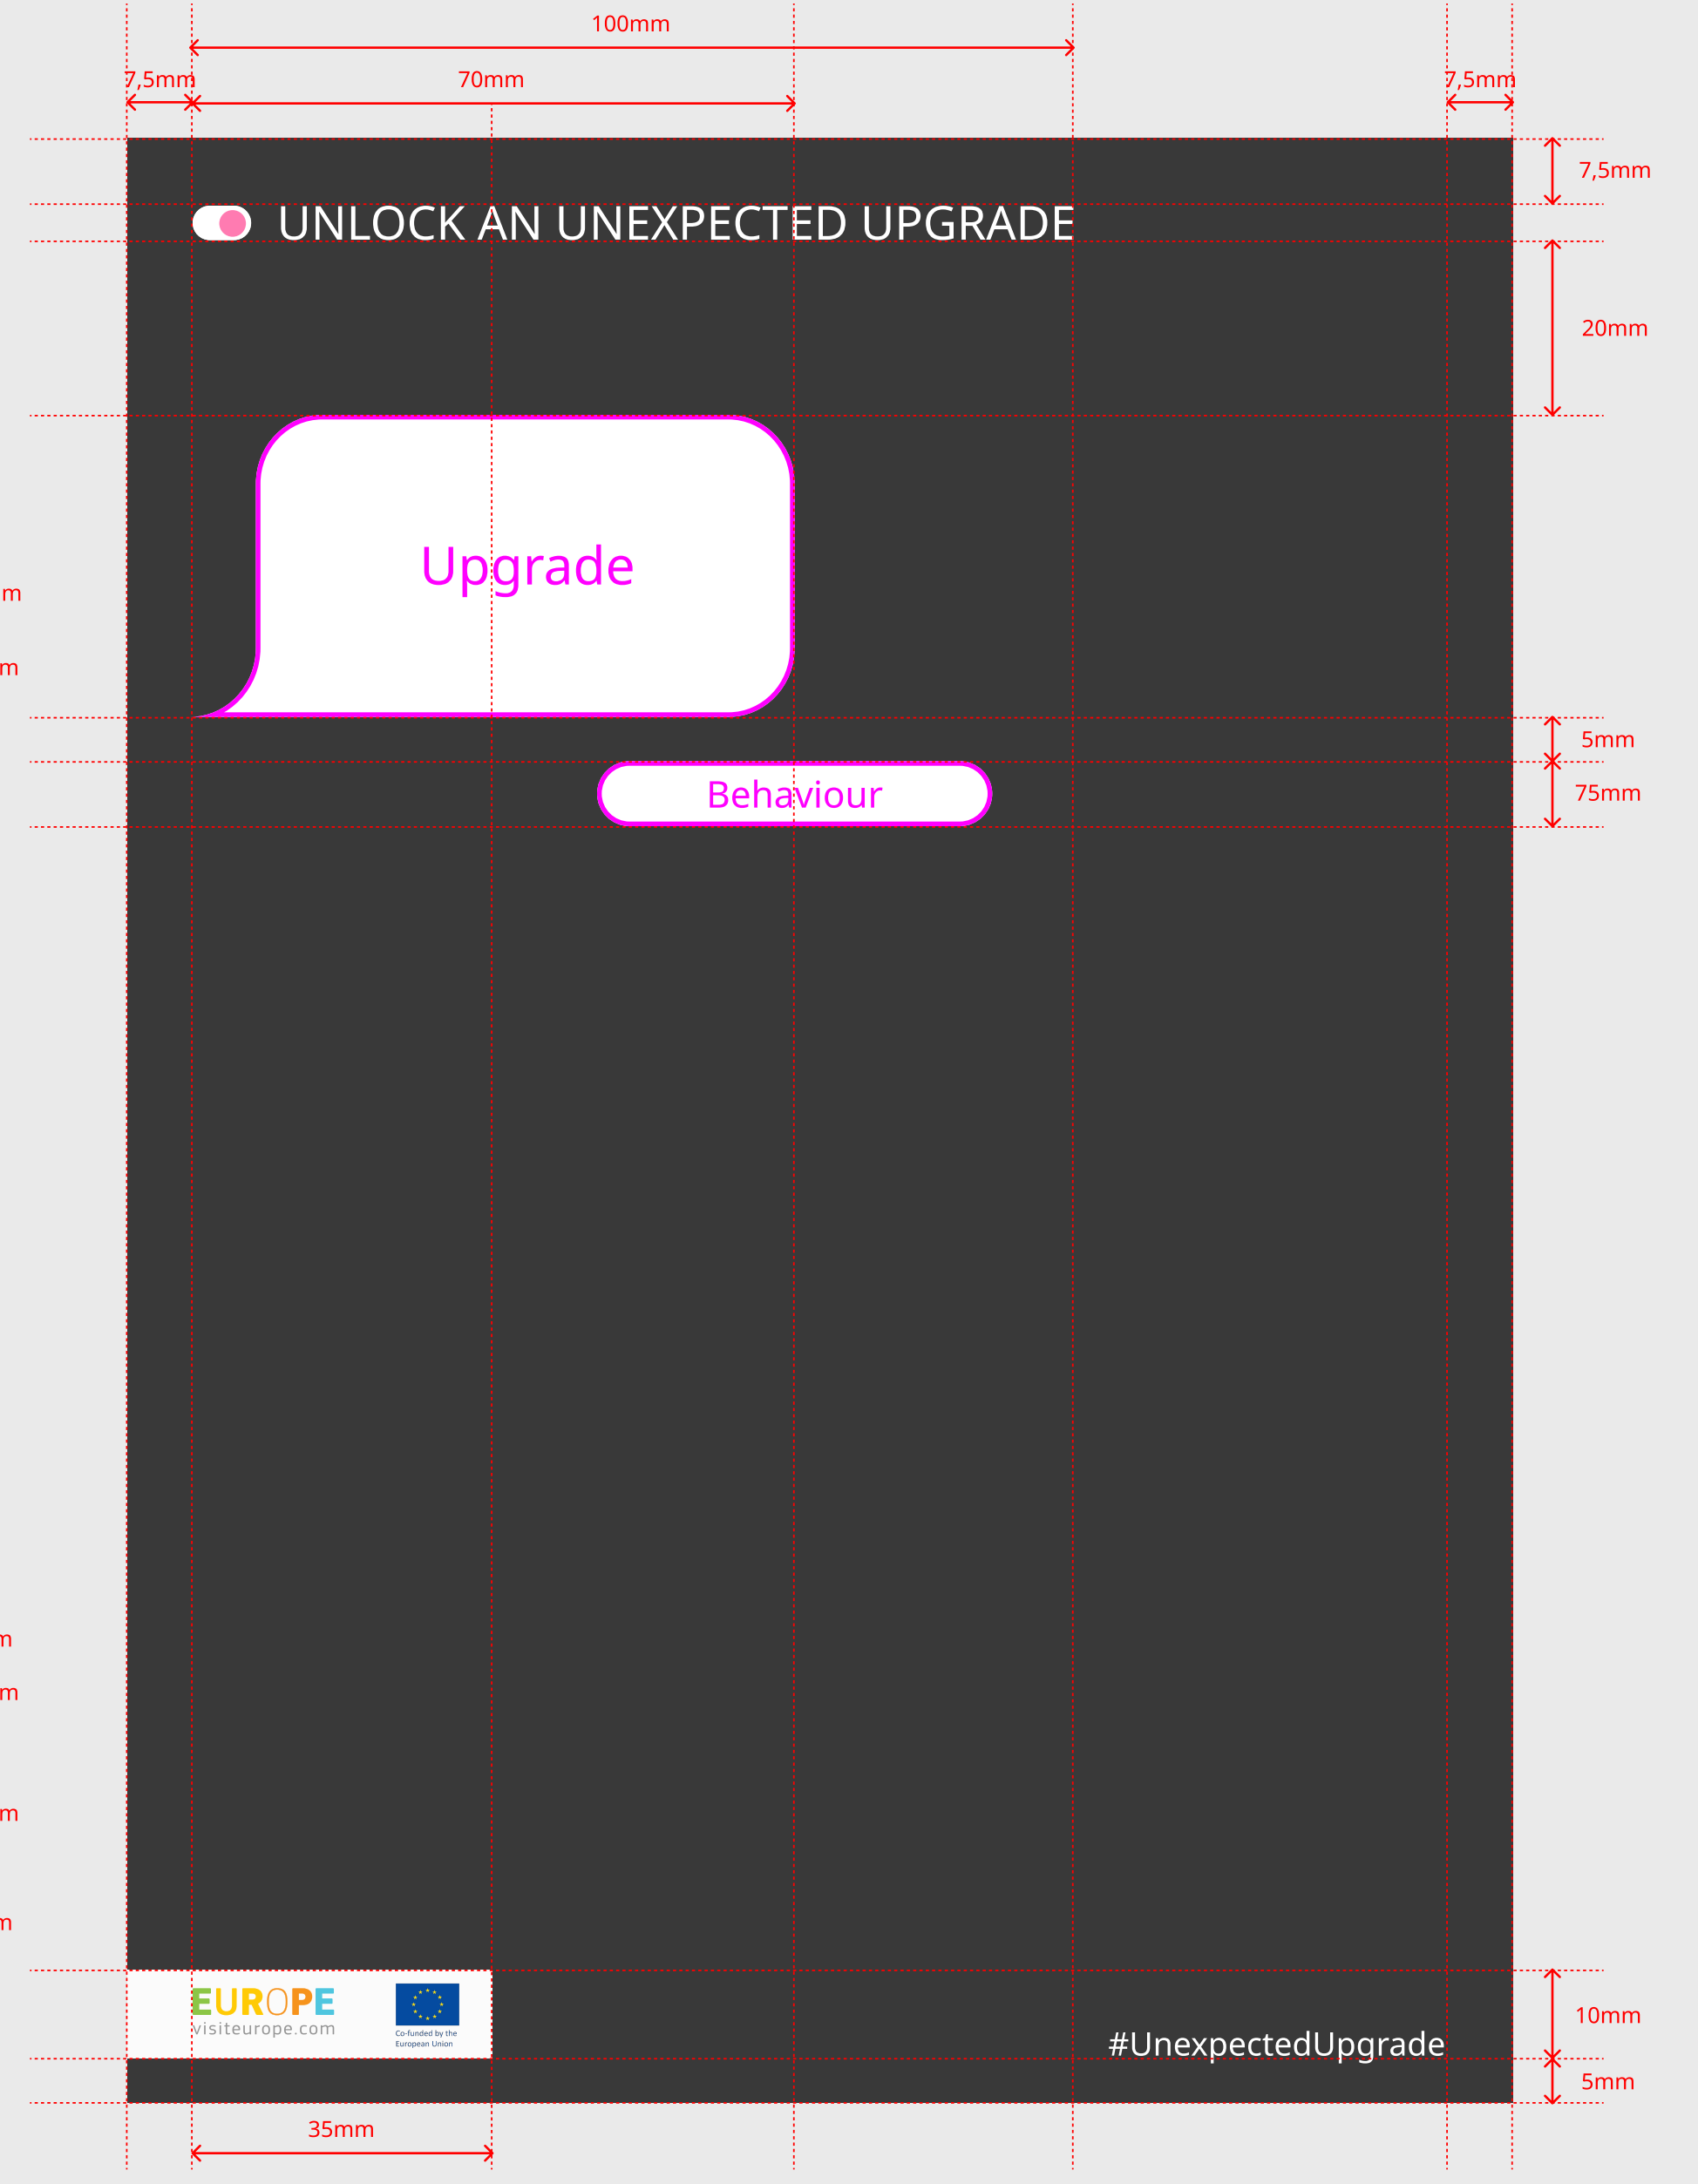 100mm
7,5mm
70mm
7,5mm
7,5mm
UNLOCK AN UNEXPECTED UPGRADE
20mm
Upgrade
m
m
5mm
Behaviour
75mm
m
m
m
m
EUROPE
visiteurope.com
Co-funded by the
European Union
10mm
#UnexpectedUpgrade
5mm
35mm